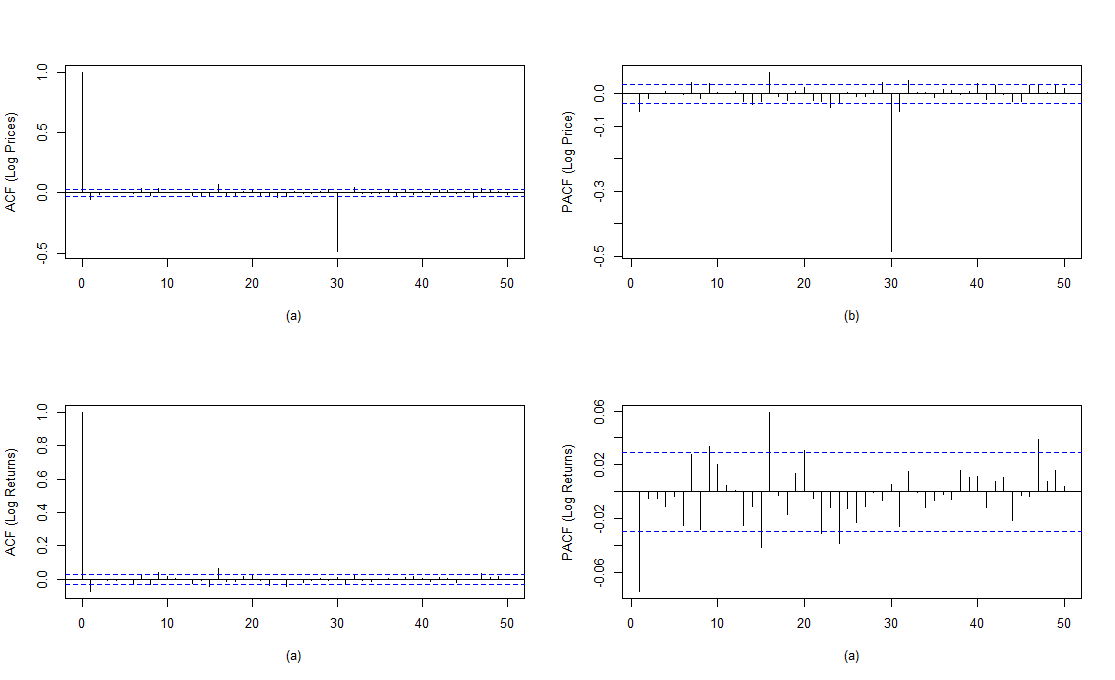 ACF (Log Prices)
1.0
0.5
0.0
-0.5
0 10 20 30 40 50
(a)
PACF (Log Price)
0.0
-0.1
-0.3
-0.5
0 10 20 30 40 50
(b)
ACF (Log Returns)
1.0
0.8
0.6
0.4
0.2
0.0
0 10 20 30 40 50
(a)
PACF (Log Returns)
0.06
0.02
-0.02
-0.06
0 10 20 30 40 50
(a)